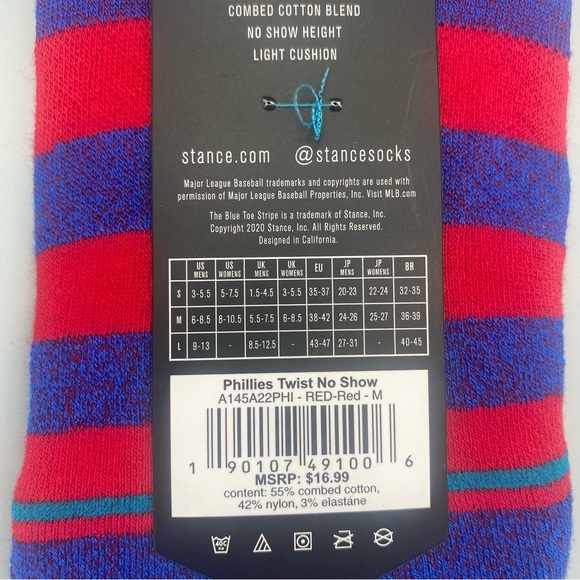 COMBED COTTON BLEND
NO SHOW HEIGHT
LIGHT CUSHION
stance.com @stancesocks
Major League Baseball trademarks and copyrights are used with
permission of Major League Baseball Properties, Inc. Visit MLB.com
The Blue Toe Stripe is a trademark of Stance, Inc.
Copyright 2020 Stance, Inc. All Rights Reserved.
Designed in California.
US MENS US WOMENS UK MENS UK WOMENS EU JP MENS JP WOMENS BR
S 3-5.5 5-7.5 1.5-4.5 3-5.5 35-37 20-23 22-24 32-35
M 6-8.5 8-10.5 5.5-7.5 6-8.5 38-42 24-26 25-27 36-39
L 9-13 - 8.5-12.5 - 43-47 27-31 - 40-45
Phillies Twist No Show
A145A22PHI - RED-Red - M
1 90107 49100 6
MSRP: $16.99
content: 55% combed cotton,
42% nylon, 3% elastane
40C